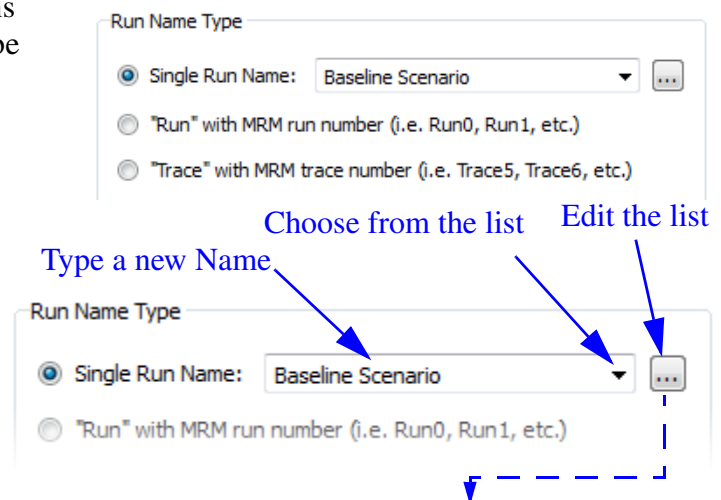 ns
Run Name Type
be
Single Run Name: Baseline Scenario ...
"Run" with MRM run number (i.e. Run0, Run1, etc.)
"Trace" with MRM trace number (i.e. Trace5, Trace6, etc.)
Choose from the list Edit the list
Type a new Name
Run Name Type
Single Run Name: Baseline Scenario ...
"Run" with MRM run number (i.e. Run0, Run1, etc.)